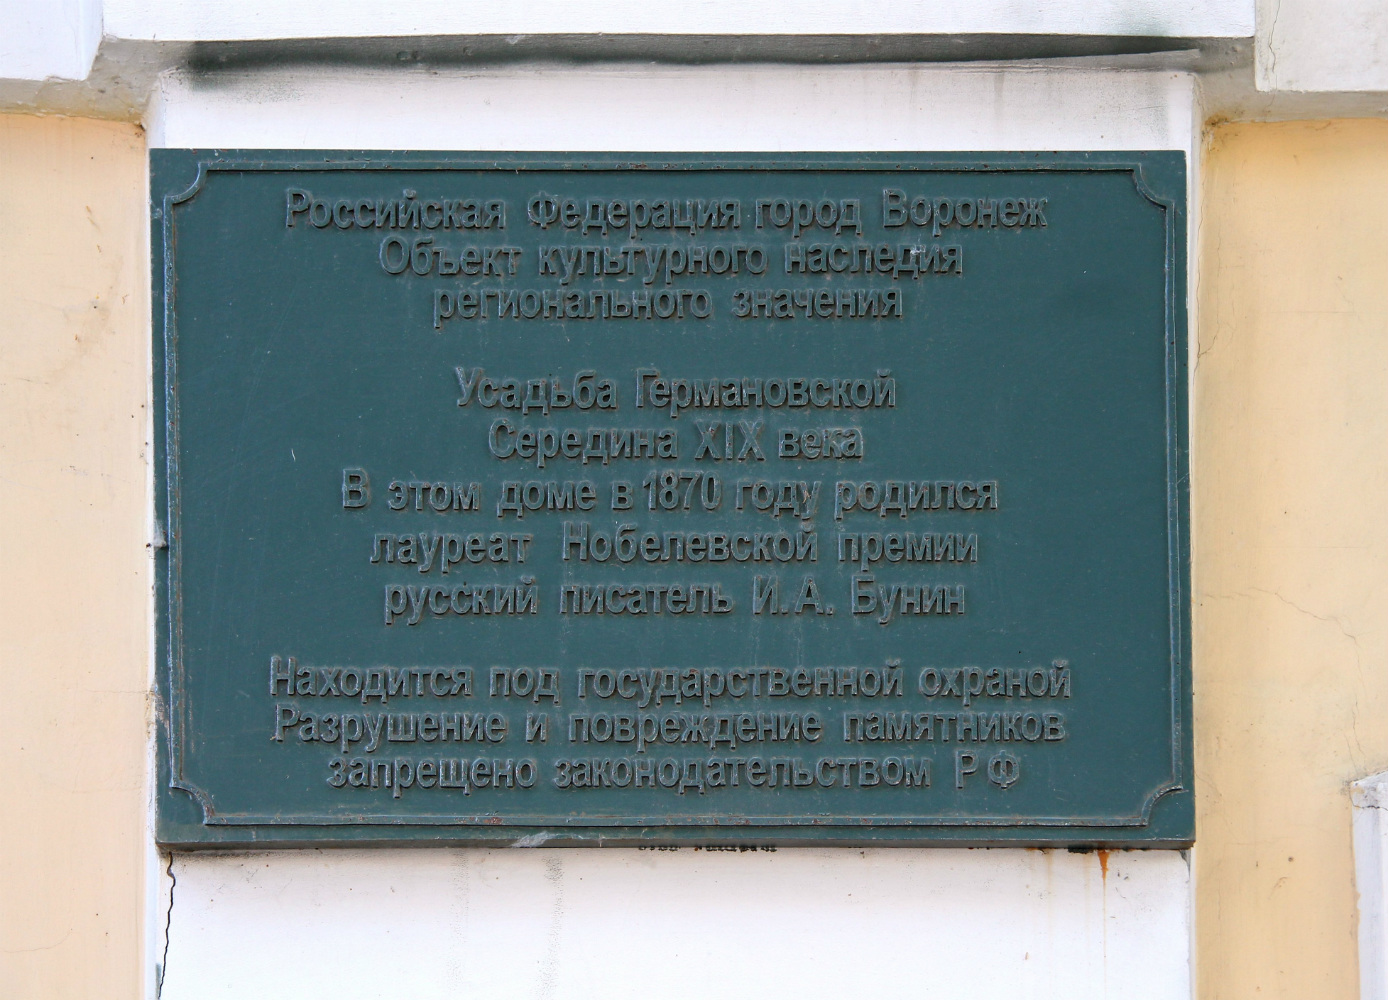 Российская Федерация город Воронеж
Объект культурного наследия
регионального значения
Усадьба Германовской
Середина XIX века
В этом доме в 1870 году родился
лауреат Нобелевской премии
русский писатель И.А. Бунин
Находится под государственной охраной
Разрушение и повреждение памятников
запрещено законодательством РФ